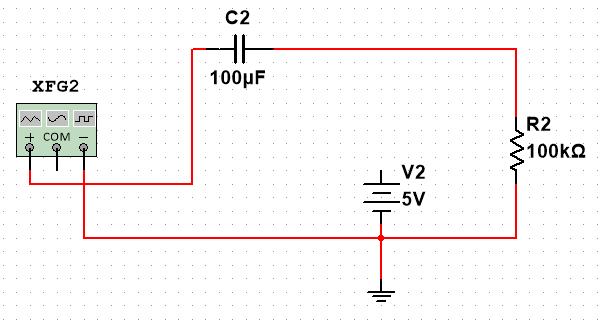 C2
100µF
XFG2
+ COM −
R2
100kΩ
V2
5V